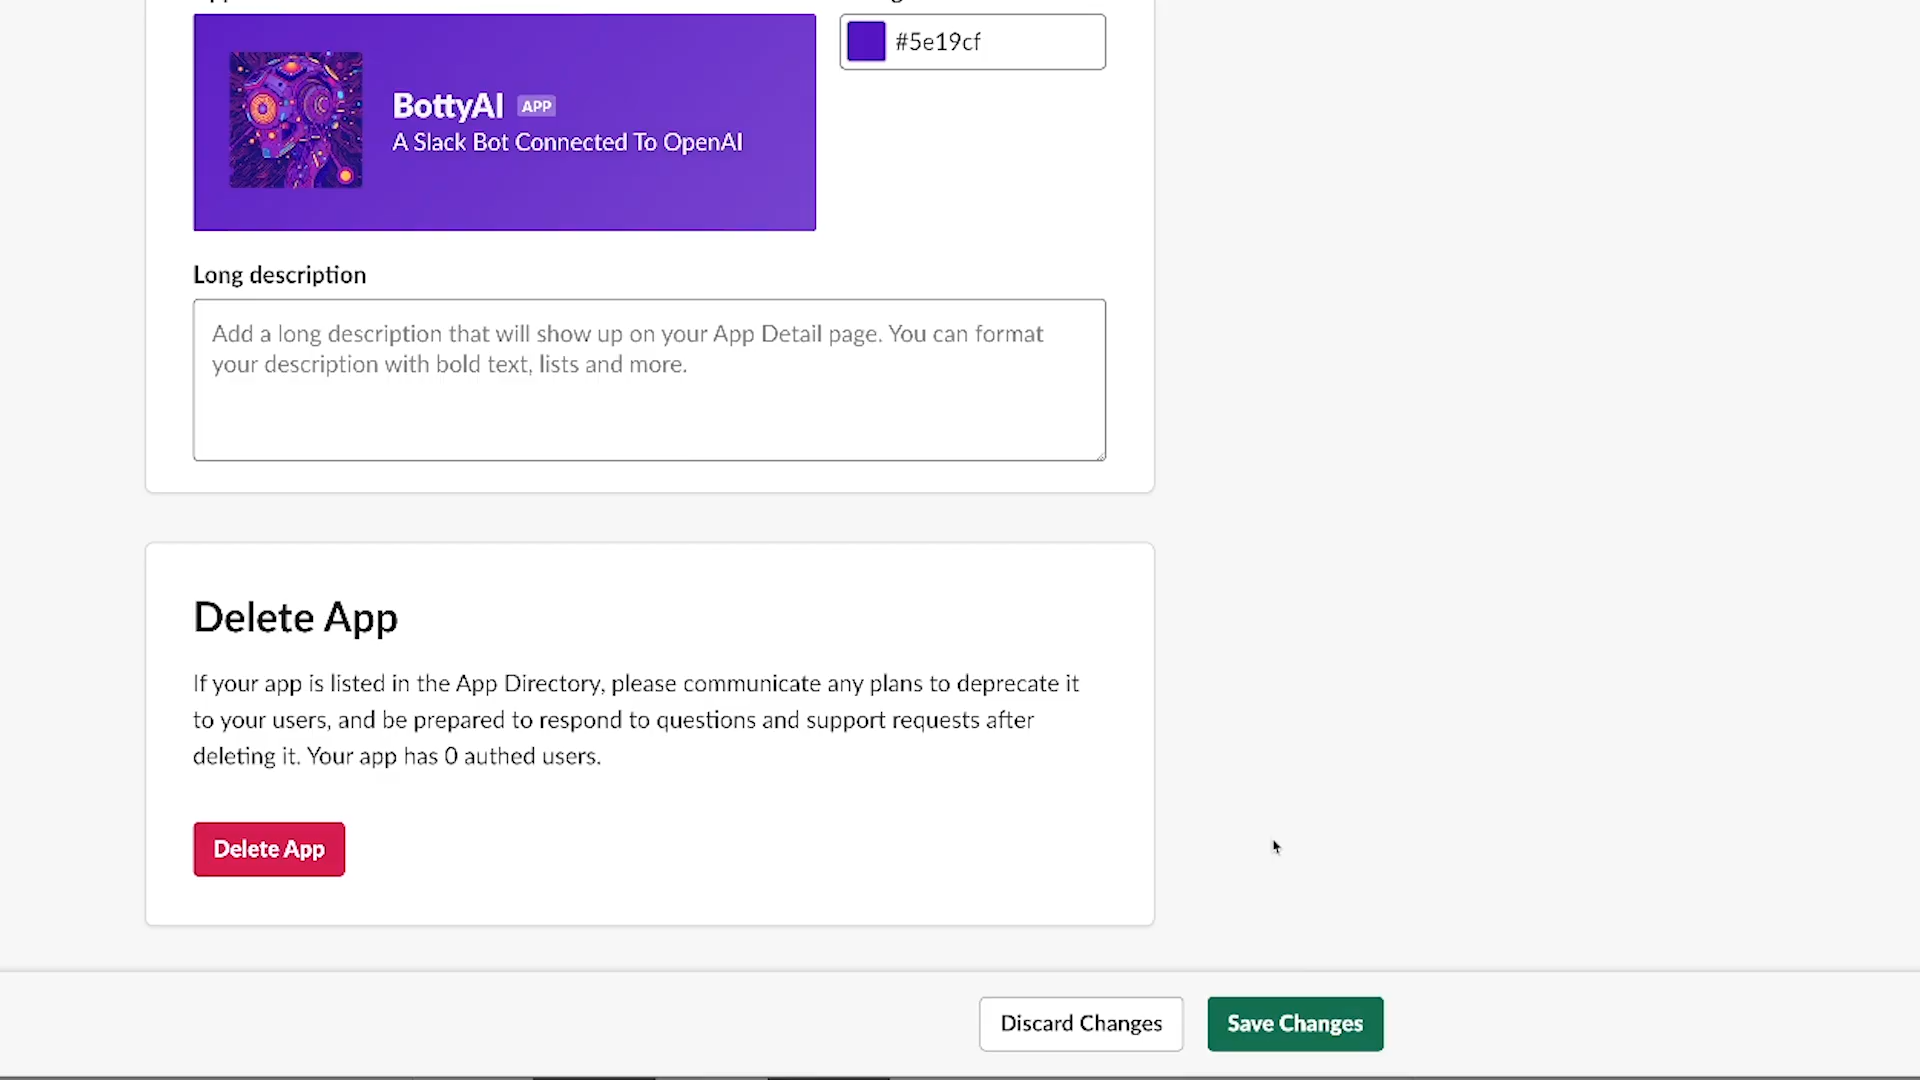 #5e19cf
BottyAI APP
A Slack Bot Connected To OpenAI
Long description
Add a long description that will show up on your App Detail page. You can format
your description with bold text, lists and more.
Delete App
If your app is listed in the App Directory, please communicate any plans to deprecate it
to your users, and be prepared to respond to questions and support requests after
deleting it. Your app has 0 authed users.
Delete App
Discard Changes
Save Changes